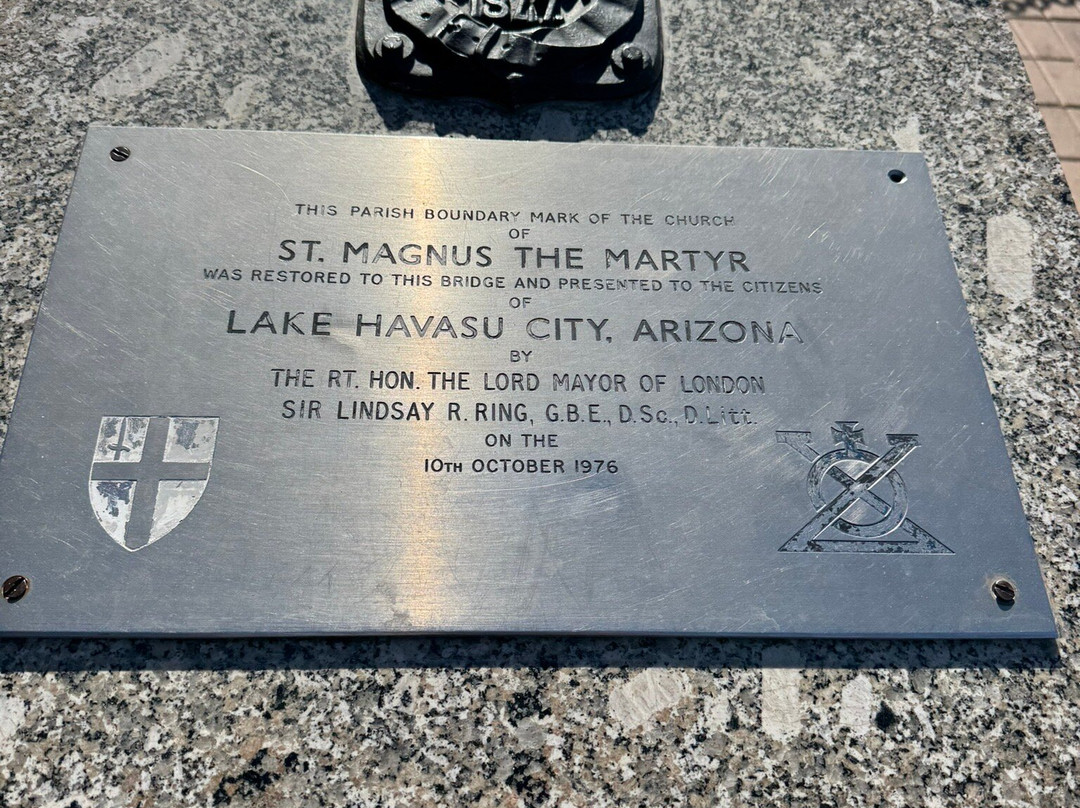 THIS PARISH BOUNDARY MARK OF THE CHURCH
OF
ST. MAGNUS THE MARTYR
WAS RESTORED TO THIS BRIDGE AND PRESENTED TO THE CITIZENS
OF
LAKE HAVASU CITY, ARIZONA
BY
THE RT. HON. THE LORD MAYOR OF LONDON
SIR LINDSAY R. RING, G.B.E., D.Sc., D.Litt.
ON THE
10TH OCTOBER 1976